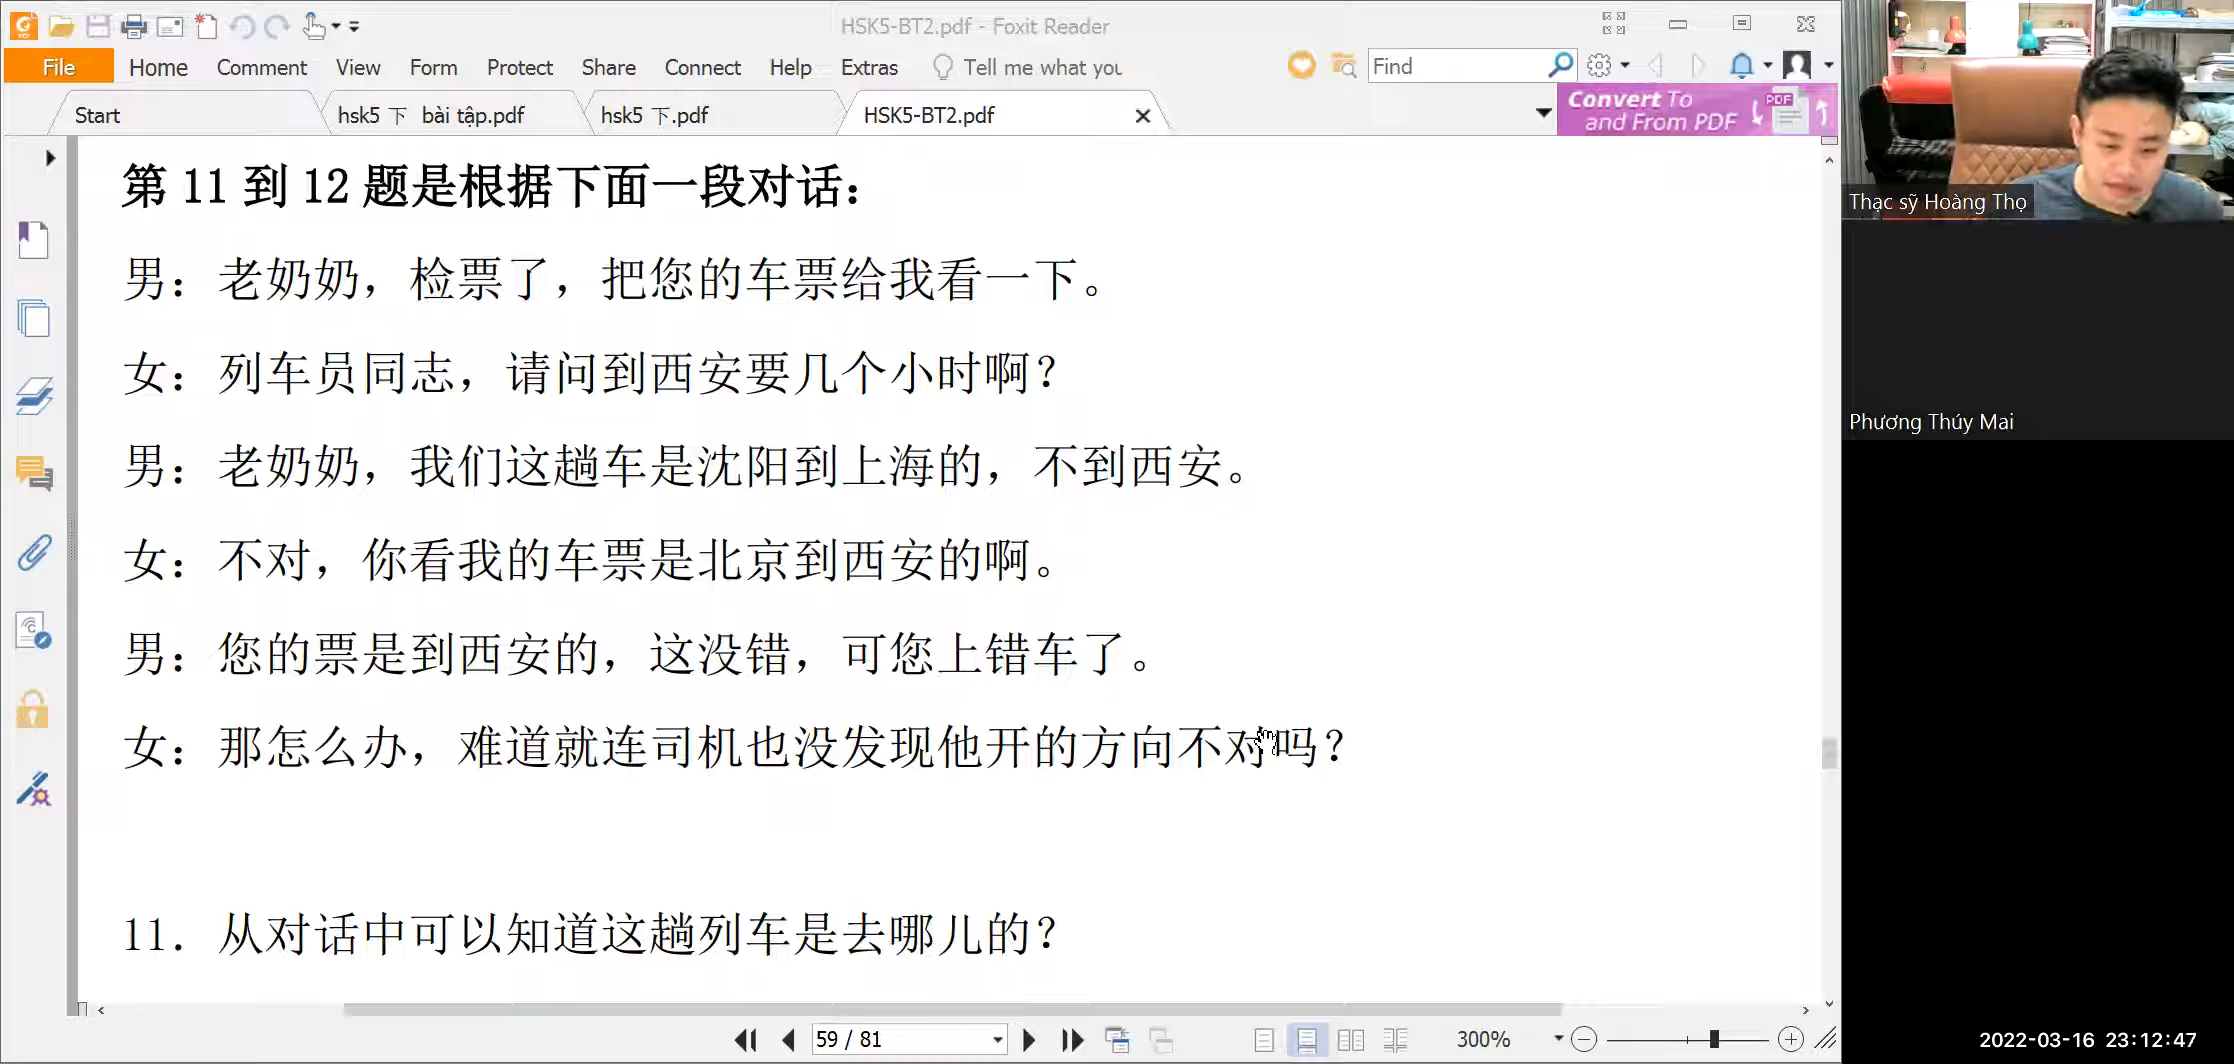 HSK5-BT2.pdf - Foxit Reader
File Home Comment View Form Protect Share Connect Help Extras Tell me what you Find
Start hsk5 下 bài tập.pdf hsk5 下.pdf HSK5-BT2.pdf
Convert To and From PDF
PDF
第 11 到 12 题是根据下面一段对话：
男：老奶奶，检票了，把您的车票给我看一下。
女：列车员同志，请问到西安要几个小时啊？
男：老奶奶，我们这趟车是沈阳到上海的，不到西安。
女：不对，你看我的车票是北京到西安的啊。
男：您的票是到西安的，这没错，可您上错车了。
女：那怎么办，难道就连司机也没发现他开的方向不对吗？
11. 从对话中可以知道这趟列车是去哪儿的？
59 / 81
300%
Thạc sỹ Hoàng Thọ
Phương Thúy Mai
2022-03-16 23:12:47